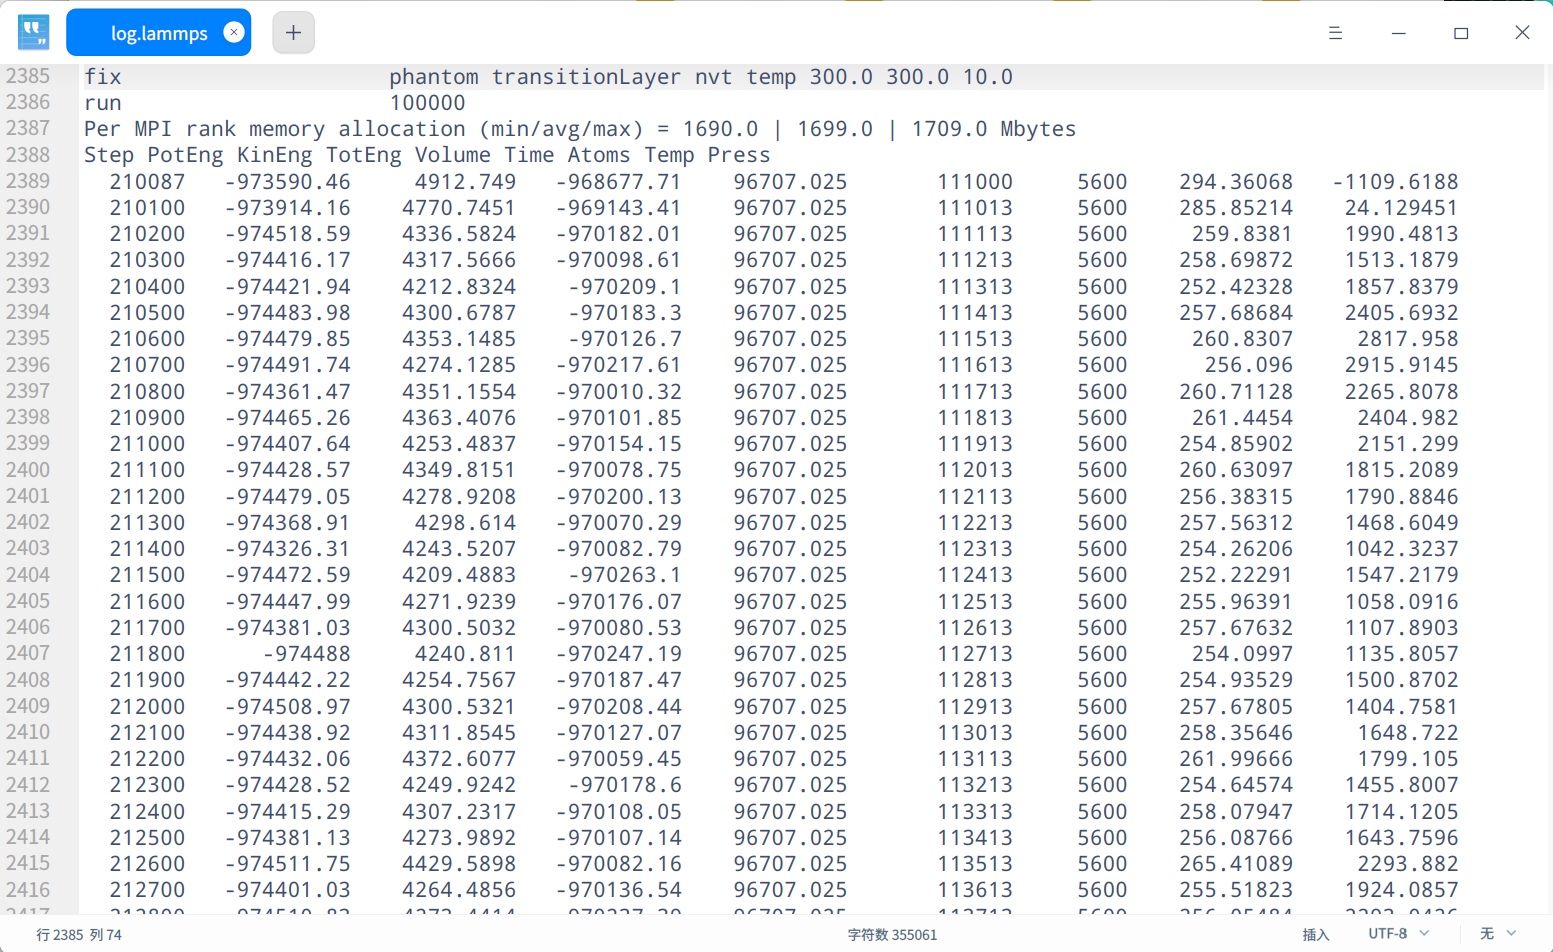 log.lammps
2385 fix phantom transitionLayer nvt temp 300.0 300.0 10.0
2386 run 100000
2387 Per MPI rank memory allocation (min/avg/max) = 1690.0 | 1699.0 | 1709.0 Mbytes
2388 Step PotEng KinEng TotEng Volume Time Atoms Temp Press
2389 210087 -973590.46 4912.749 -968677.71 96707.025 111000 5600 294.36068 -1109.6188
2390 210100 -973914.16 4770.7451 -969143.41 96707.025 111013 5600 285.85214 24.129451
2391 210200 -974518.59 4336.5824 -970182.01 96707.025 111113 5600 259.8381 1990.4813
2392 210300 -974416.17 4317.5666 -970098.61 96707.025 111213 5600 258.69872 1513.1879
2393 210400 -974421.94 4212.8324 -970209.1 96707.025 111313 5600 252.42328 1857.8379
2394 210500 -974483.98 4300.6787 -970183.3 96707.025 111413 5600 257.68684 2405.6932
2395 210600 -974479.85 4353.1485 -970126.7 96707.025 111513 5600 260.8307 2817.958
2396 210700 -974491.74 4274.1285 -970217.61 96707.025 111613 5600 256.096 2915.9145
2397 210800 -974361.47 4351.1554 -970010.32 96707.025 111713 5600 260.71128 2265.8078
2398 210900 -974465.26 4363.4076 -970101.85 96707.025 111813 5600 261.4454 2404.982
2399 211000 -974407.64 4253.4837 -970154.15 96707.025 111913 5600 254.85902 2151.299
2400 211100 -974428.57 4349.8151 -970078.75 96707.025 112013 5600 260.63097 1815.2089
2401 211200 -974479.05 4278.9208 -970200.13 96707.025 112113 5600 256.38315 1790.8846
2402 211300 -974368.91 4298.614 -970070.29 96707.025 112213 5600 257.56312 1468.6049
2403 211400 -974326.31 4243.5207 -970082.79 96707.025 112313 5600 254.26206 1042.3237
2404 211500 -974472.59 4209.4883 -970263.1 96707.025 112413 5600 252.22291 1547.2179
2405 211600 -974447.99 4271.9239 -970176.07 96707.025 112513 5600 255.96391 1058.0916
2406 211700 -974381.03 4300.5032 -970080.53 96707.025 112613 5600 257.67632 1107.8903
2407 211800 -974488 4240.811 -970247.19 96707.025 112713 5600 254.0997 1135.8057
2408 211900 -974442.22 4254.7567 -970187.47 96707.025 112813 5600 254.93529 1500.8702
2409 212000 -974508.97 4300.5321 -970208.44 96707.025 112913 5600 257.67805 1404.7581
2410 212100 -974438.92 4311.8545 -970127.07 96707.025 113013 5600 258.35646 1648.722
2411 212200 -974432.06 4372.6077 -970059.45 96707.025 113113 5600 261.99666 1799.105
2412 212300 -974428.52 4249.9242 -970178.6 96707.025 113213 5600 254.64574 1455.8007
2413 212400 -974415.29 4307.2317 -970108.05 96707.025 113313 5600 258.07947 1714.1205
2414 212500 -974381.13 4273.9892 -970107.14 96707.025 113413 5600 256.08766 1643.7596
2415 212600 -974511.75 4429.5898 -970082.16 96707.025 113513 5600 265.41089 2293.882
2416 212700 -974401.03 4264.4856 -970136.54 96707.025 113613 5600 255.51823 1924.0857
行 2385 列 74 字符数 355061 插入 UTF-8 无